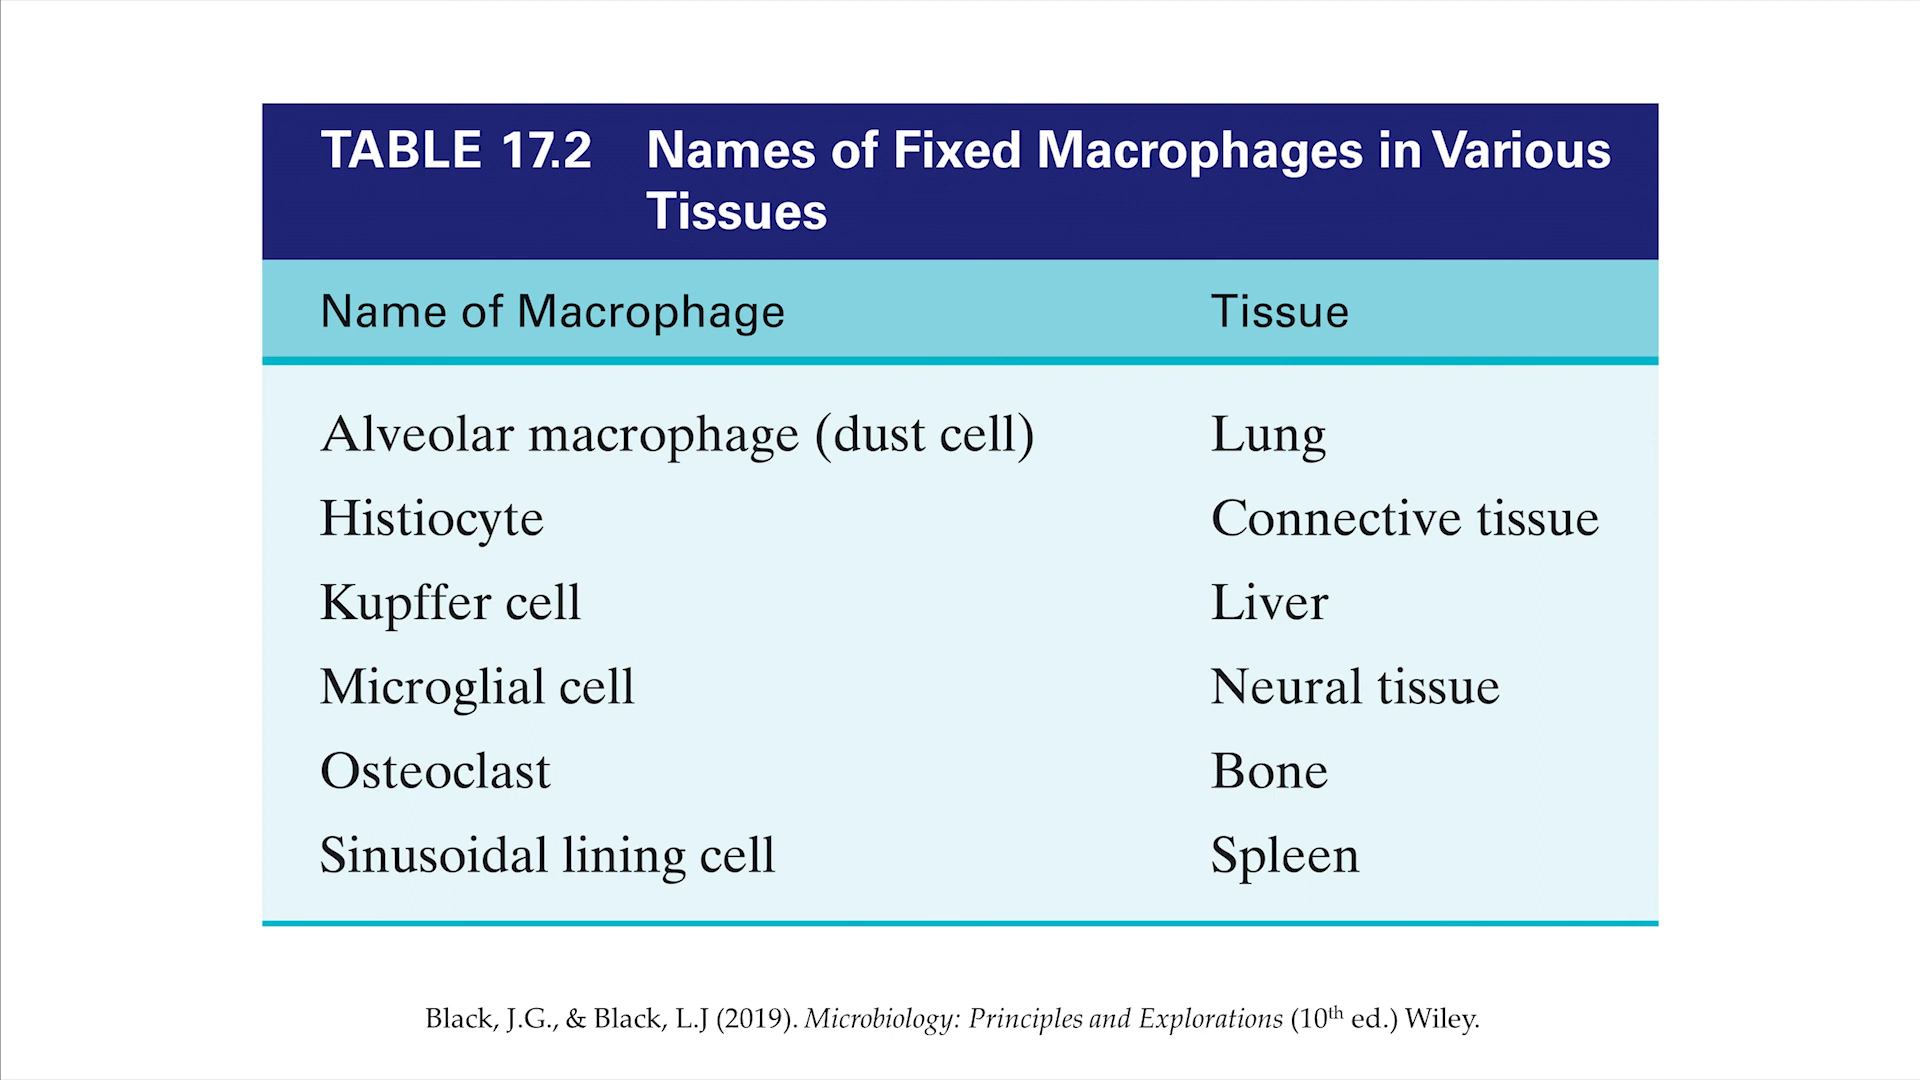 TABLE 17.2 Names of Fixed Macrophages in Various
Tissues
Name of Macrophage Tissue
Alveolar macrophage (dust cell) Lung
Histiocyte Connective tissue
Kupffer cell Liver
Microglial cell Neural tissue
Osteoclast Bone
Sinusoidal lining cell Spleen
Black, J.G., & Black, L.J (2019). Microbiology: Principles and Explorations (10th ed.) Wiley.